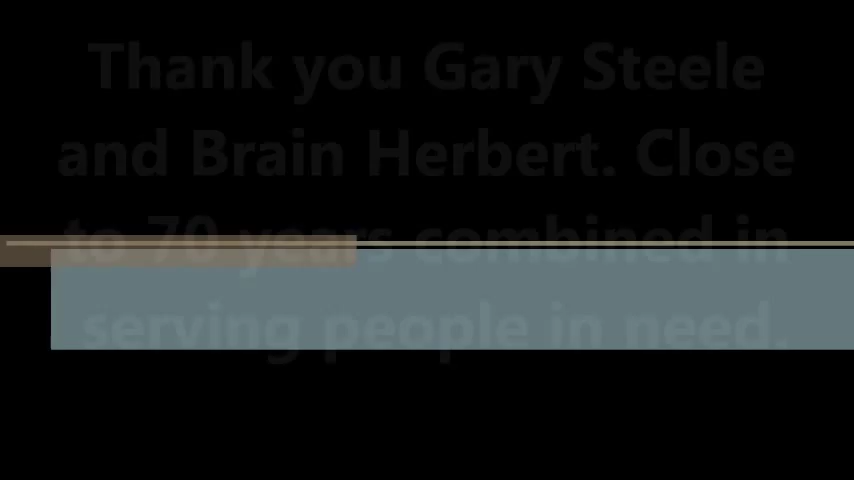 Thank you Gary Steele
and Brain Herbert. Close
to 70 years combined in
serving people in need.